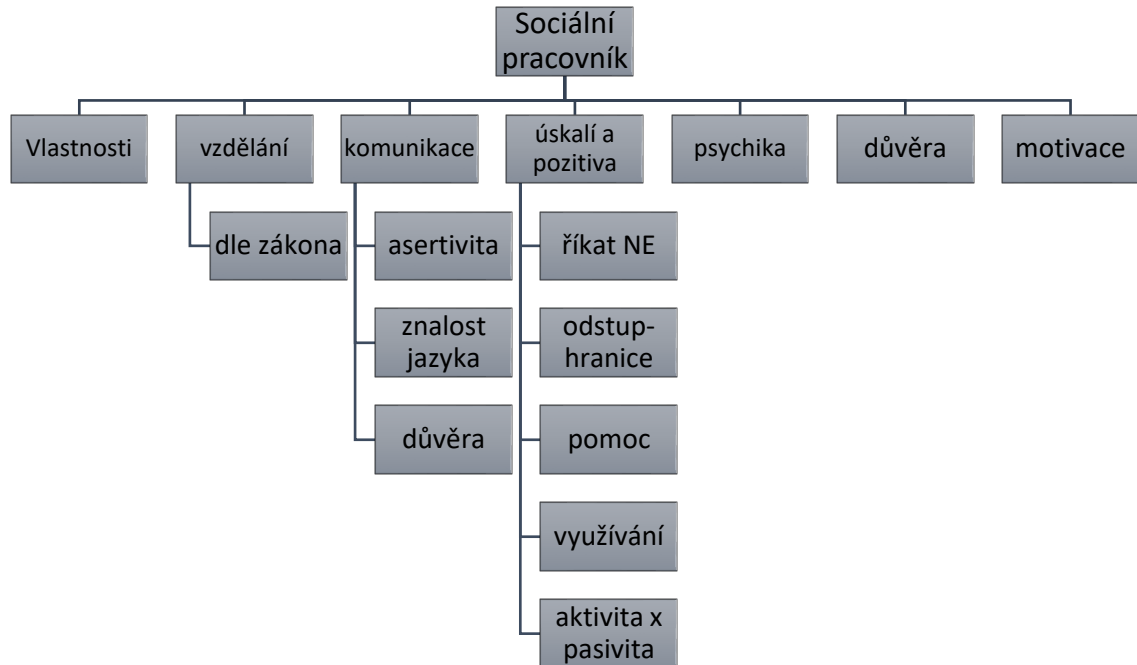 Sociální
pracovník
Vlastnosti
vzdělání
komunikace
úskalí a
pozitiva
psychika
důvěra
motivace
dle zákona
asertivita
říkat NE
znalost
jazyka
odstup-
hranice
důvěra
pomoc
využívání
aktivita x
pasivita